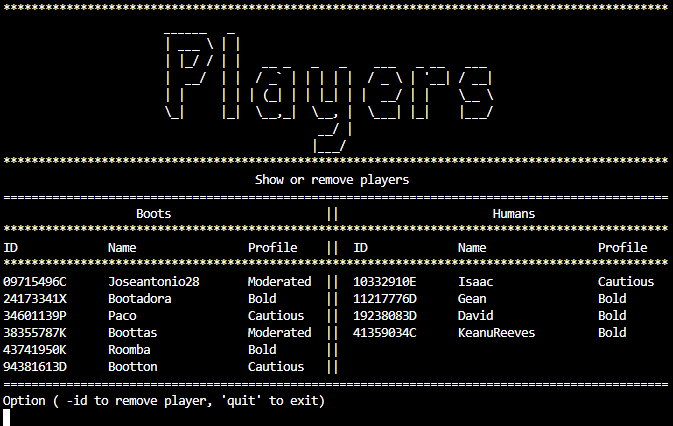 Players
Show or remove players
Boots || Humans
ID Name Profile || ID Name Profile
09715496C Joseantonio28 Moderated || 10332910E Isaac Cautious
24173341X Bootadora Bold || 11217776D Gean Bold
34601139P Paco Cautious || 19238083D David Bold
38355787K Boottas Moderated || 41359034C KeanuReeves Bold
43741950K Roomba Bold ||
94381613D Bootton Cautious ||
Option ( -id to remove player, 'quit' to exit)